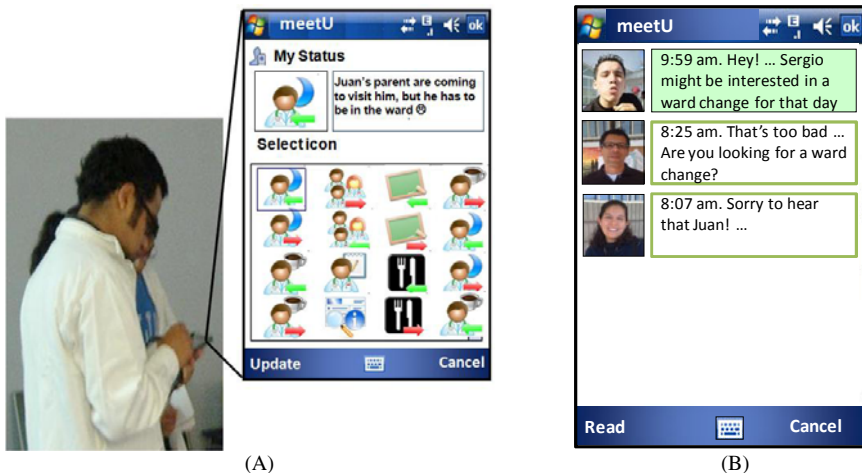 meetU
E
ok
My Status
Juan's parent are coming
to visit him, but he has to
be in the ward ☹
Select icon
Update
Cancel
(A)
meetU
E
ok
9:59 am. Hey! ... Sergio
might be interested in a
ward change for that day
8:25 am. That's too bad ...
Are you looking for a ward
change?
8:07 am. Sorry to hear
that Juan! ...
Read
Cancel
(B)